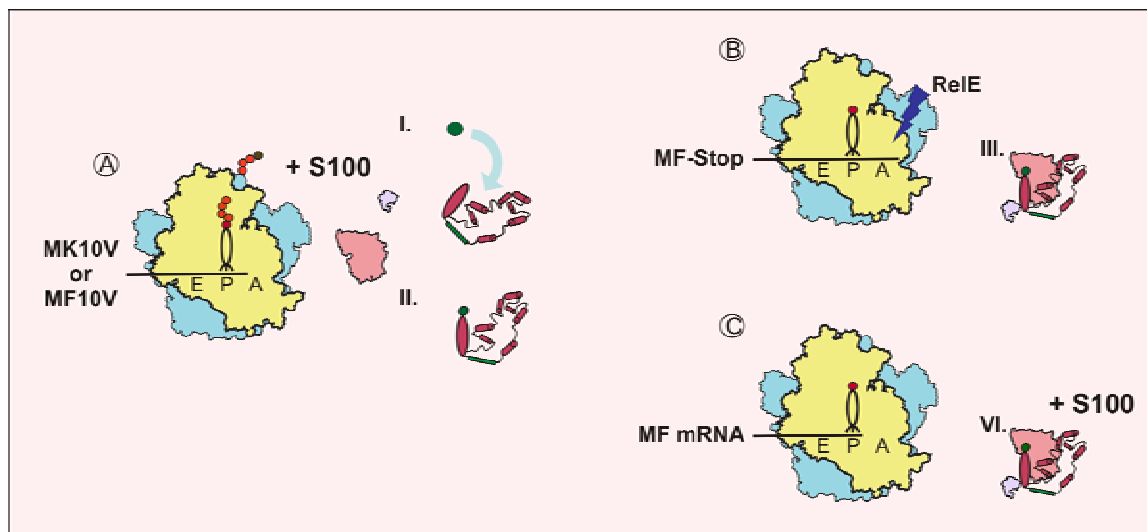 Ⓐ
+ S100
I.
II.
MK10V
or
MF10V
E P A
Ⓑ
RelE
MF-Stop
E P A
III.
Ⓒ
MF mRNA
E P A
+ S100
VI.